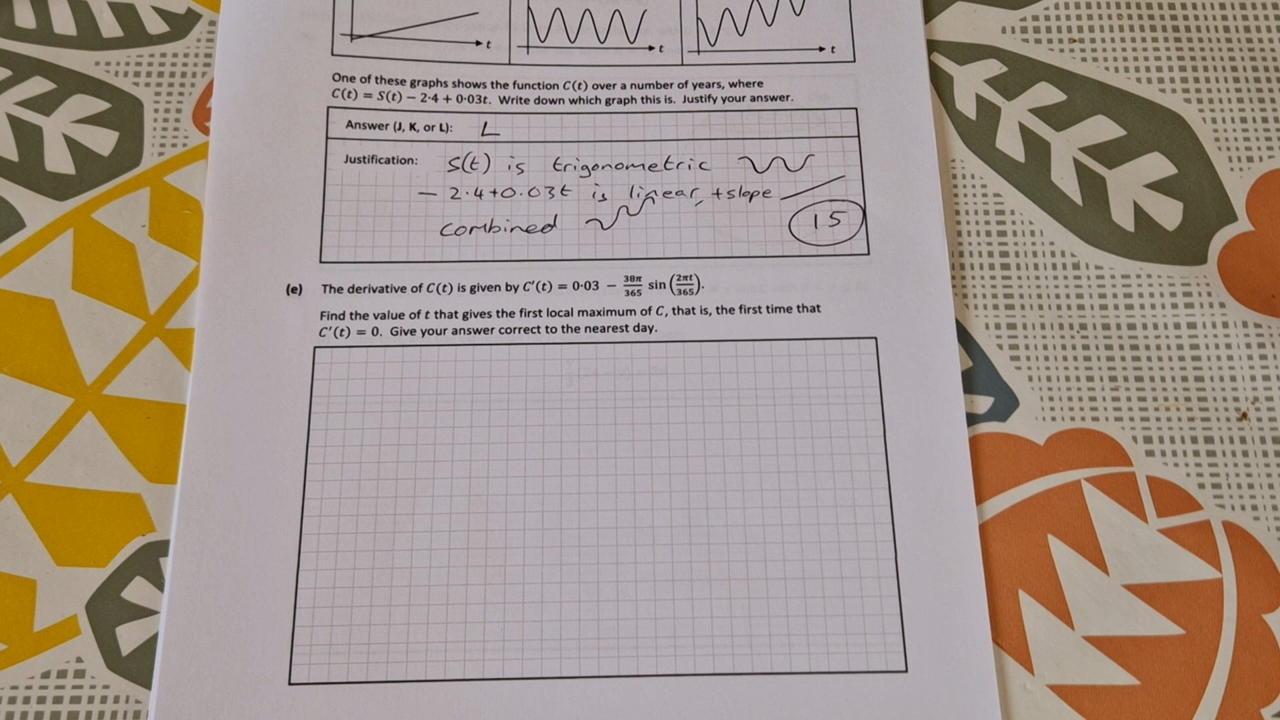 t
t
t
One of these graphs shows the function C(t) over a number of years, where
C(t) = S(t) − 2·4 + 0·03t. Write down which graph this is. Justify your answer.
Answer (J, K, or L): L
Justification: S(t) is trigonometric
− 2.4+0.03t is linear, +slope
combined
15
(e) The derivative of C(t) is given by C′(t) = 0·03 − 38π/365 sin(2πt/365).
Find the value of t that gives the first local maximum of C, that is, the first time that
C′(t) = 0. Give your answer correct to the nearest day.